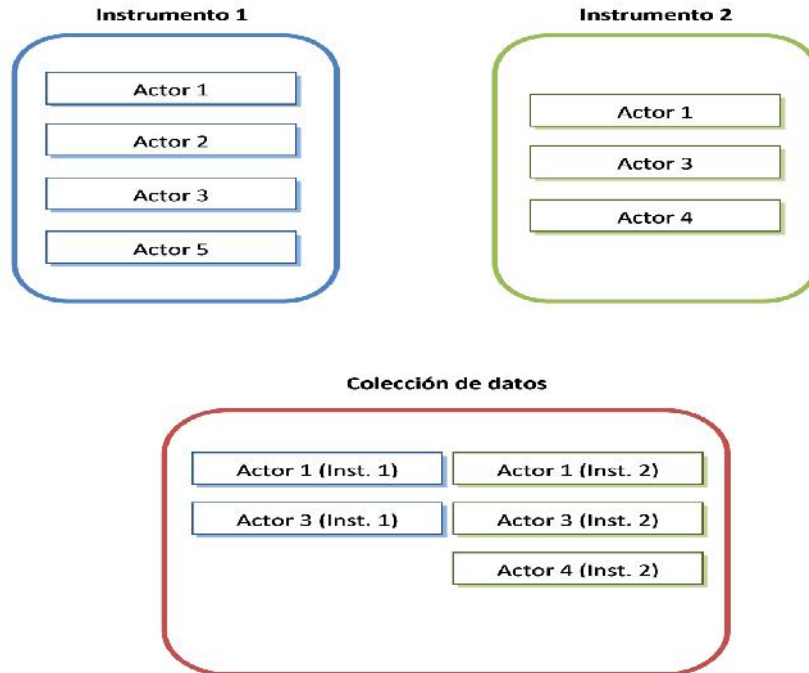 Instrumento 1
Actor 1
Actor 2
Actor 3
Actor 5
Instrumento 2
Actor 1
Actor 3
Actor 4
Colección de datos
Actor 1 (Inst. 1)
Actor 1 (Inst. 2)
Actor 3 (Inst. 1)
Actor 3 (Inst. 2)
Actor 4 (Inst. 2)